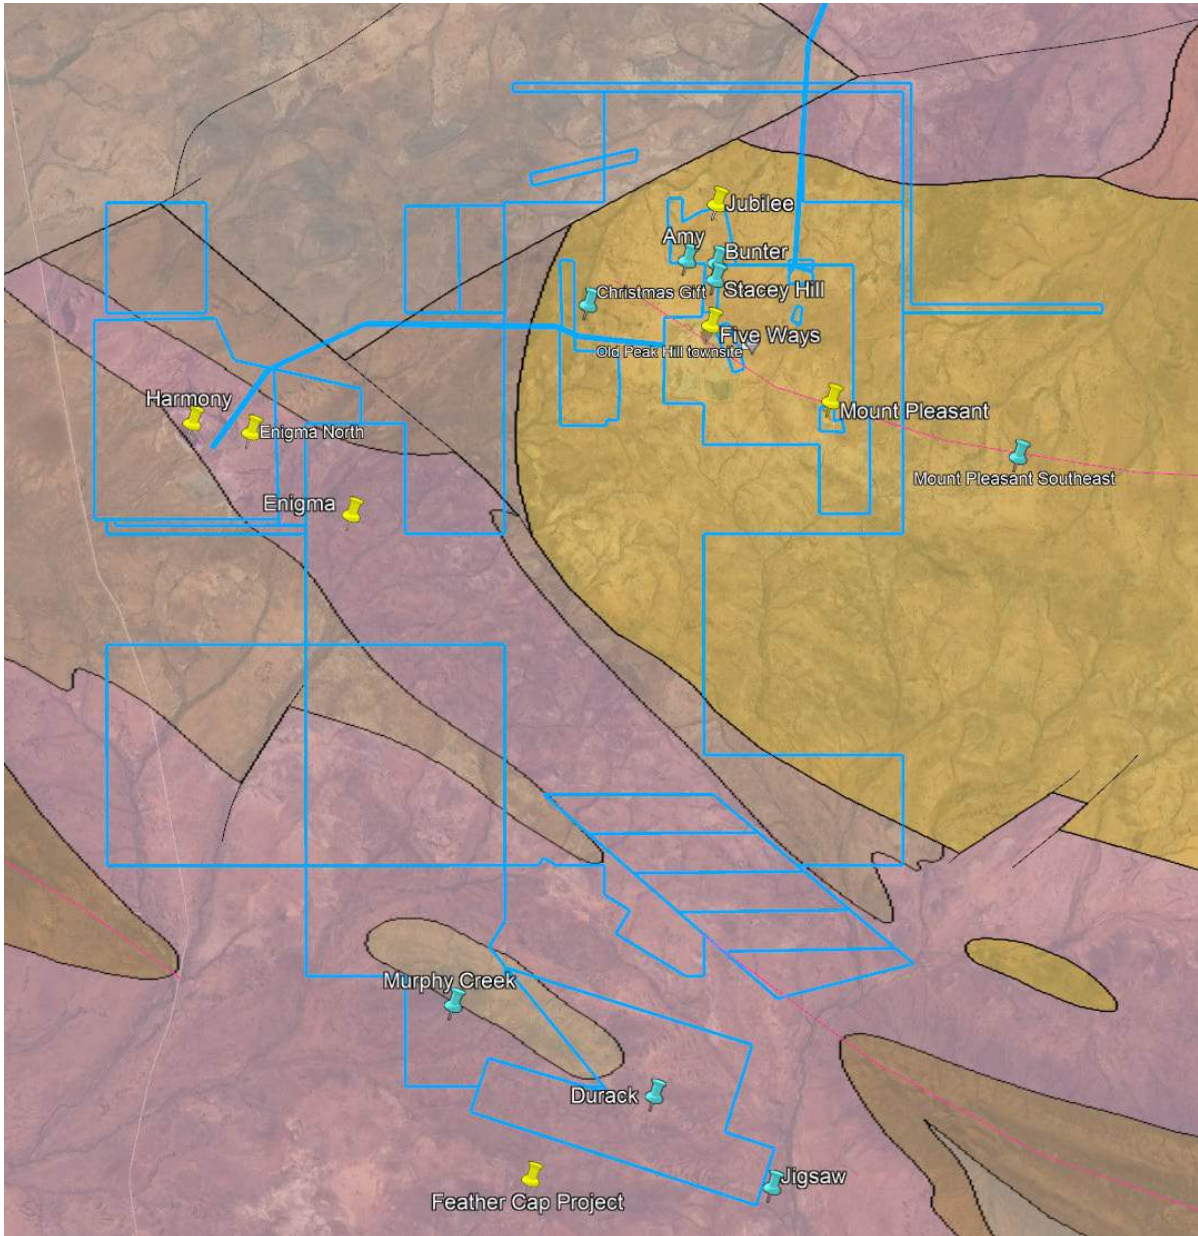 Jubilee
Amy
Bunter
Christmas Gift
Stacey Hill
Five Ways
Old Peak Hill townsite
Harmony
Enigma North
Mount Pleasant
Mount Pleasant Southeast
Enigma
Murphy Creek
Durack
Jigsaw
Feather Cap Project